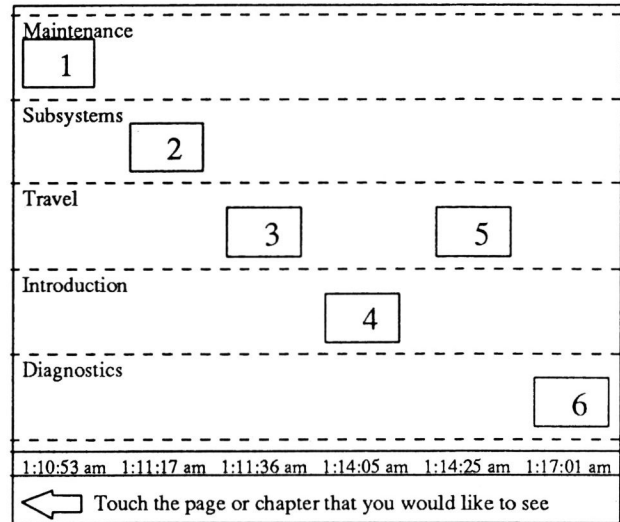 Maintenance
1
Subsystems
2
Travel
3 5
Introduction
4
Diagnostics
6
1:10:53 am 1:11:17 am 1:11:36 am 1:14:05 am 1:14:25 am 1:17:01 am
Touch the page or chapter that you would like to see